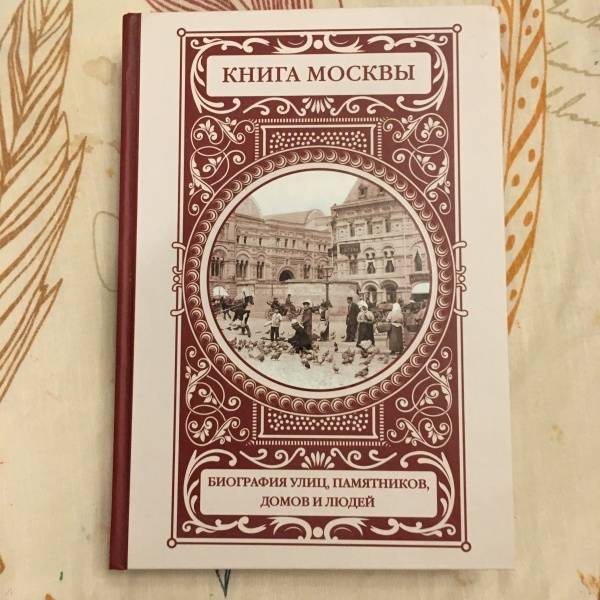 КНИГА МОСКВЫ
БИОГРАФИЯ УЛИЦ, ПАМЯТНИКОВ,
ДОМОВ И ЛЮДЕЙ